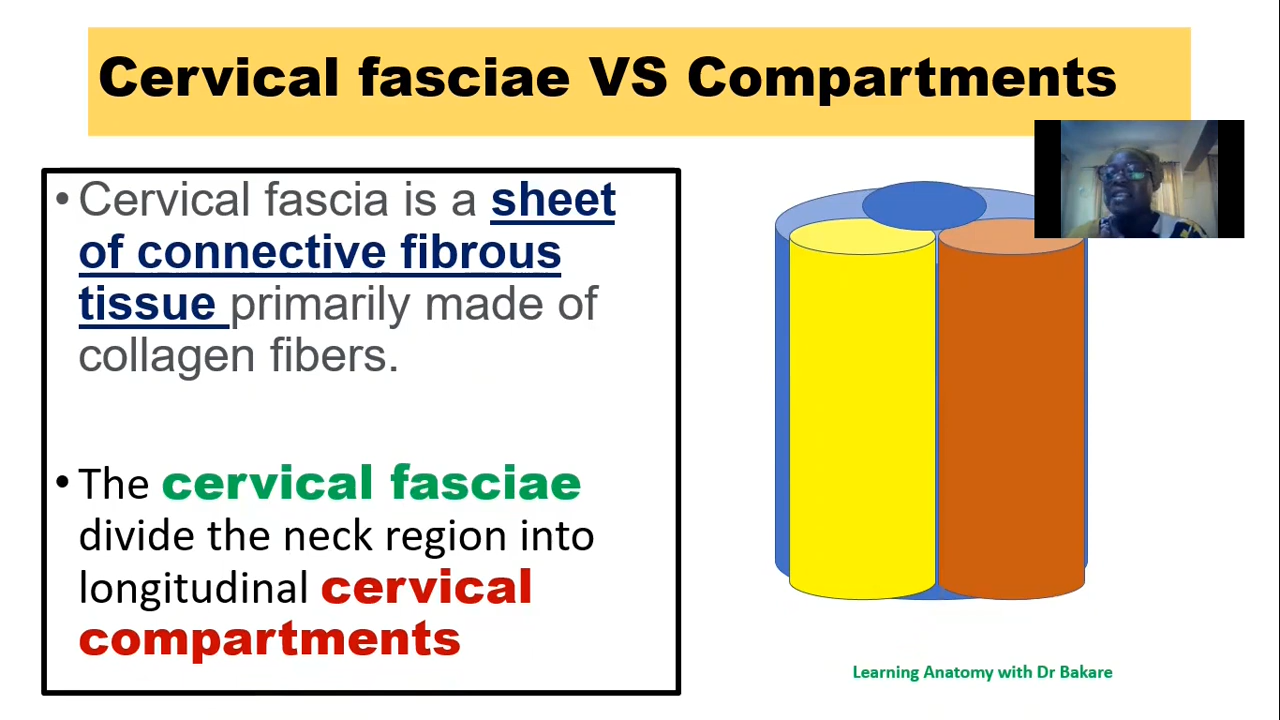 Cervical fasciae VS Compartments
• Cervical fascia is a sheet
of connective fibrous
tissue primarily made of
collagen fibers.
• The cervical fasciae
divide the neck region into
longitudinal cervical
compartments
Learning Anatomy with Dr Bakare